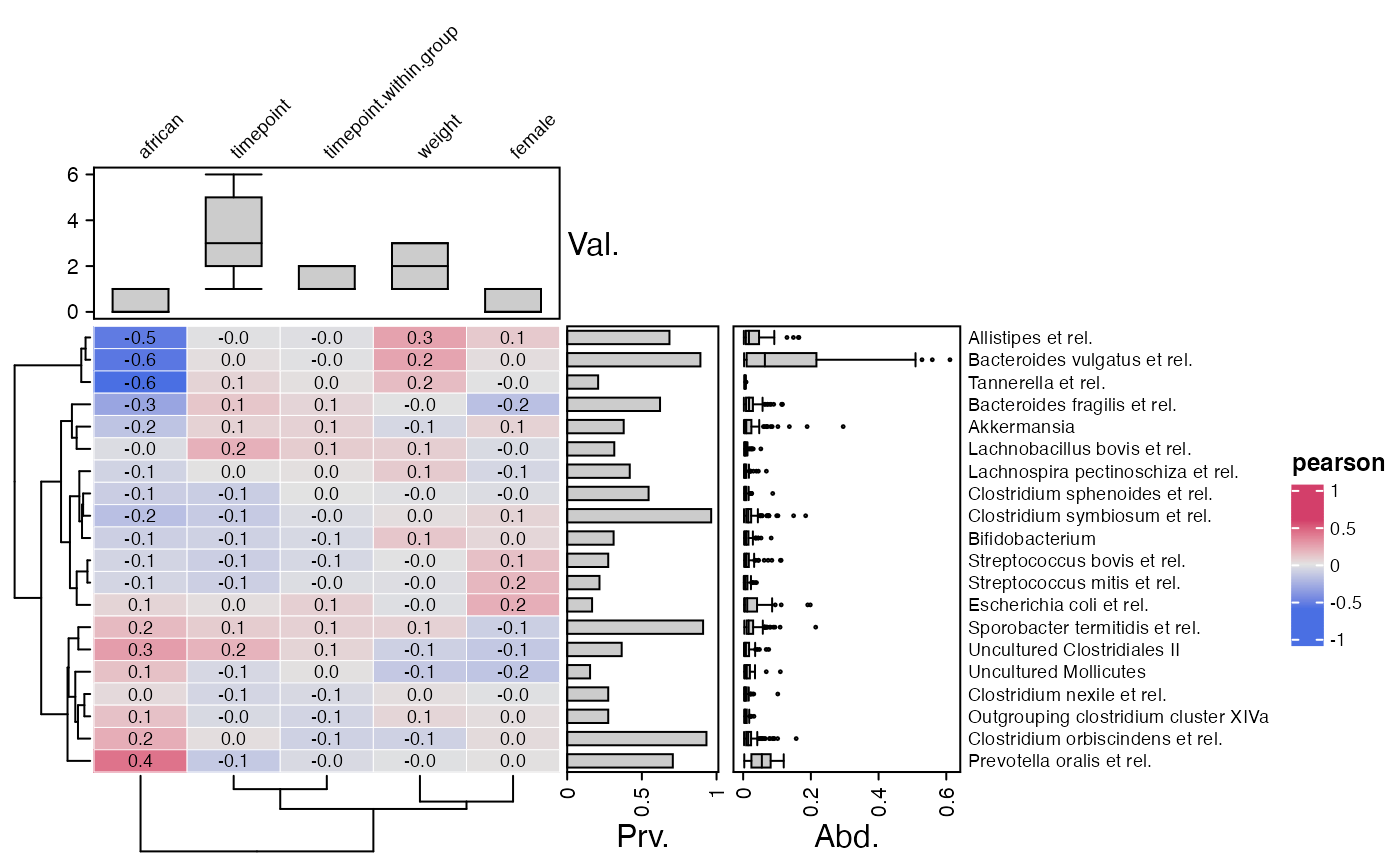 african timepoint timepoint.within.group weight female
6
4
2
0
Val.
-0.5 -0.0 -0.0 0.3 0.1 Allistipes et rel.
-0.6 0.0 -0.0 0.2 0.0 Bacteroides vulgatus et rel.
-0.6 0.1 0.0 0.2 -0.0 Tannerella et rel.
-0.3 0.1 0.1 -0.0 -0.2 Bacteroides fragilis et rel.
-0.2 0.1 0.1 -0.1 0.1 Akkermansia
-0.0 0.2 0.1 0.1 -0.0 Lachnobacillus bovis et rel.
-0.1 0.0 0.0 0.1 -0.1 Lachnospira pectinoschiza et rel.
-0.1 -0.1 0.0 -0.0 -0.0 Clostridium sphenoides et rel.
-0.2 -0.1 -0.0 0.0 0.1 Clostridium symbiosum et rel.
-0.1 -0.1 -0.1 0.1 0.0 Bifidobacterium
-0.1 -0.1 -0.1 -0.0 0.1 Streptococcus bovis et rel.
-0.1 -0.1 -0.0 -0.0 0.2 Streptococcus mitis et rel.
0.1 0.0 0.1 -0.0 0.2 Escherichia coli et rel.
0.2 0.1 0.1 0.1 -0.1 Sporobacter termitidis et rel.
0.3 0.2 0.1 -0.1 -0.1 Uncultured Clostridiales II
0.1 -0.1 0.0 -0.1 -0.2 Uncultured Mollicutes
0.0 -0.1 -0.1 0.0 -0.0 Clostridium nexile et rel.
0.1 -0.0 -0.1 0.1 0.0 Outgrouping clostridium cluster XIVa
0.2 0.0 -0.1 -0.1 0.0 Clostridium orbiscindens et rel.
0.4 -0.1 -0.0 -0.0 0.0 Prevotella oralis et rel.
0 0.5 1
Prv.
0 0.2 0.4 0.6
Abd.
pearson
1
0.5
0
-0.5
-1